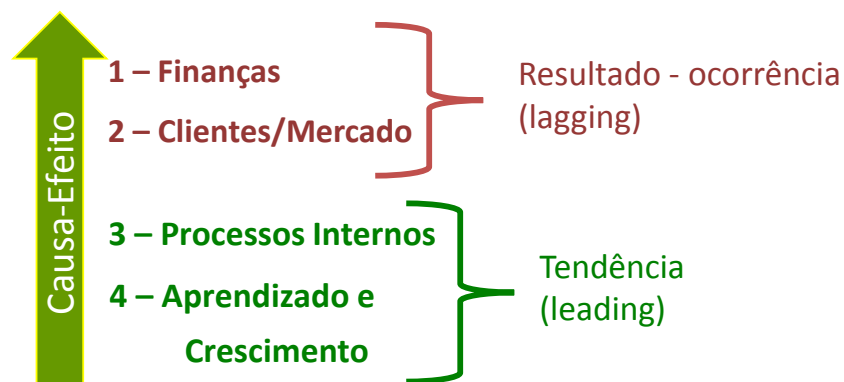 Causa-Efeito
1 – Finanças
2 – Clientes/Mercado
Resultado - ocorrência
(lagging)
3 – Processos Internos
4 – Aprendizado e
Crescimento
Tendência
(leading)